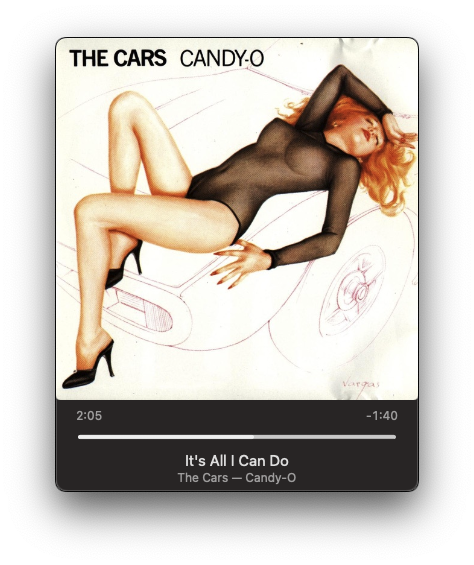 THE CARS CANDY-O
2:05 -1:40
It's All I Can Do
The Cars — Candy-O